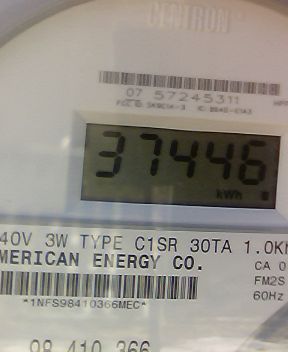 CENTRON
07 57245311
37446
kWh
40V 3W TYPE C1SR 30TA 1.0K
MERICAN ENERGY CO.
CA 0
FM2S
60Hz
*1NFS98410366MEC*
98 410 366